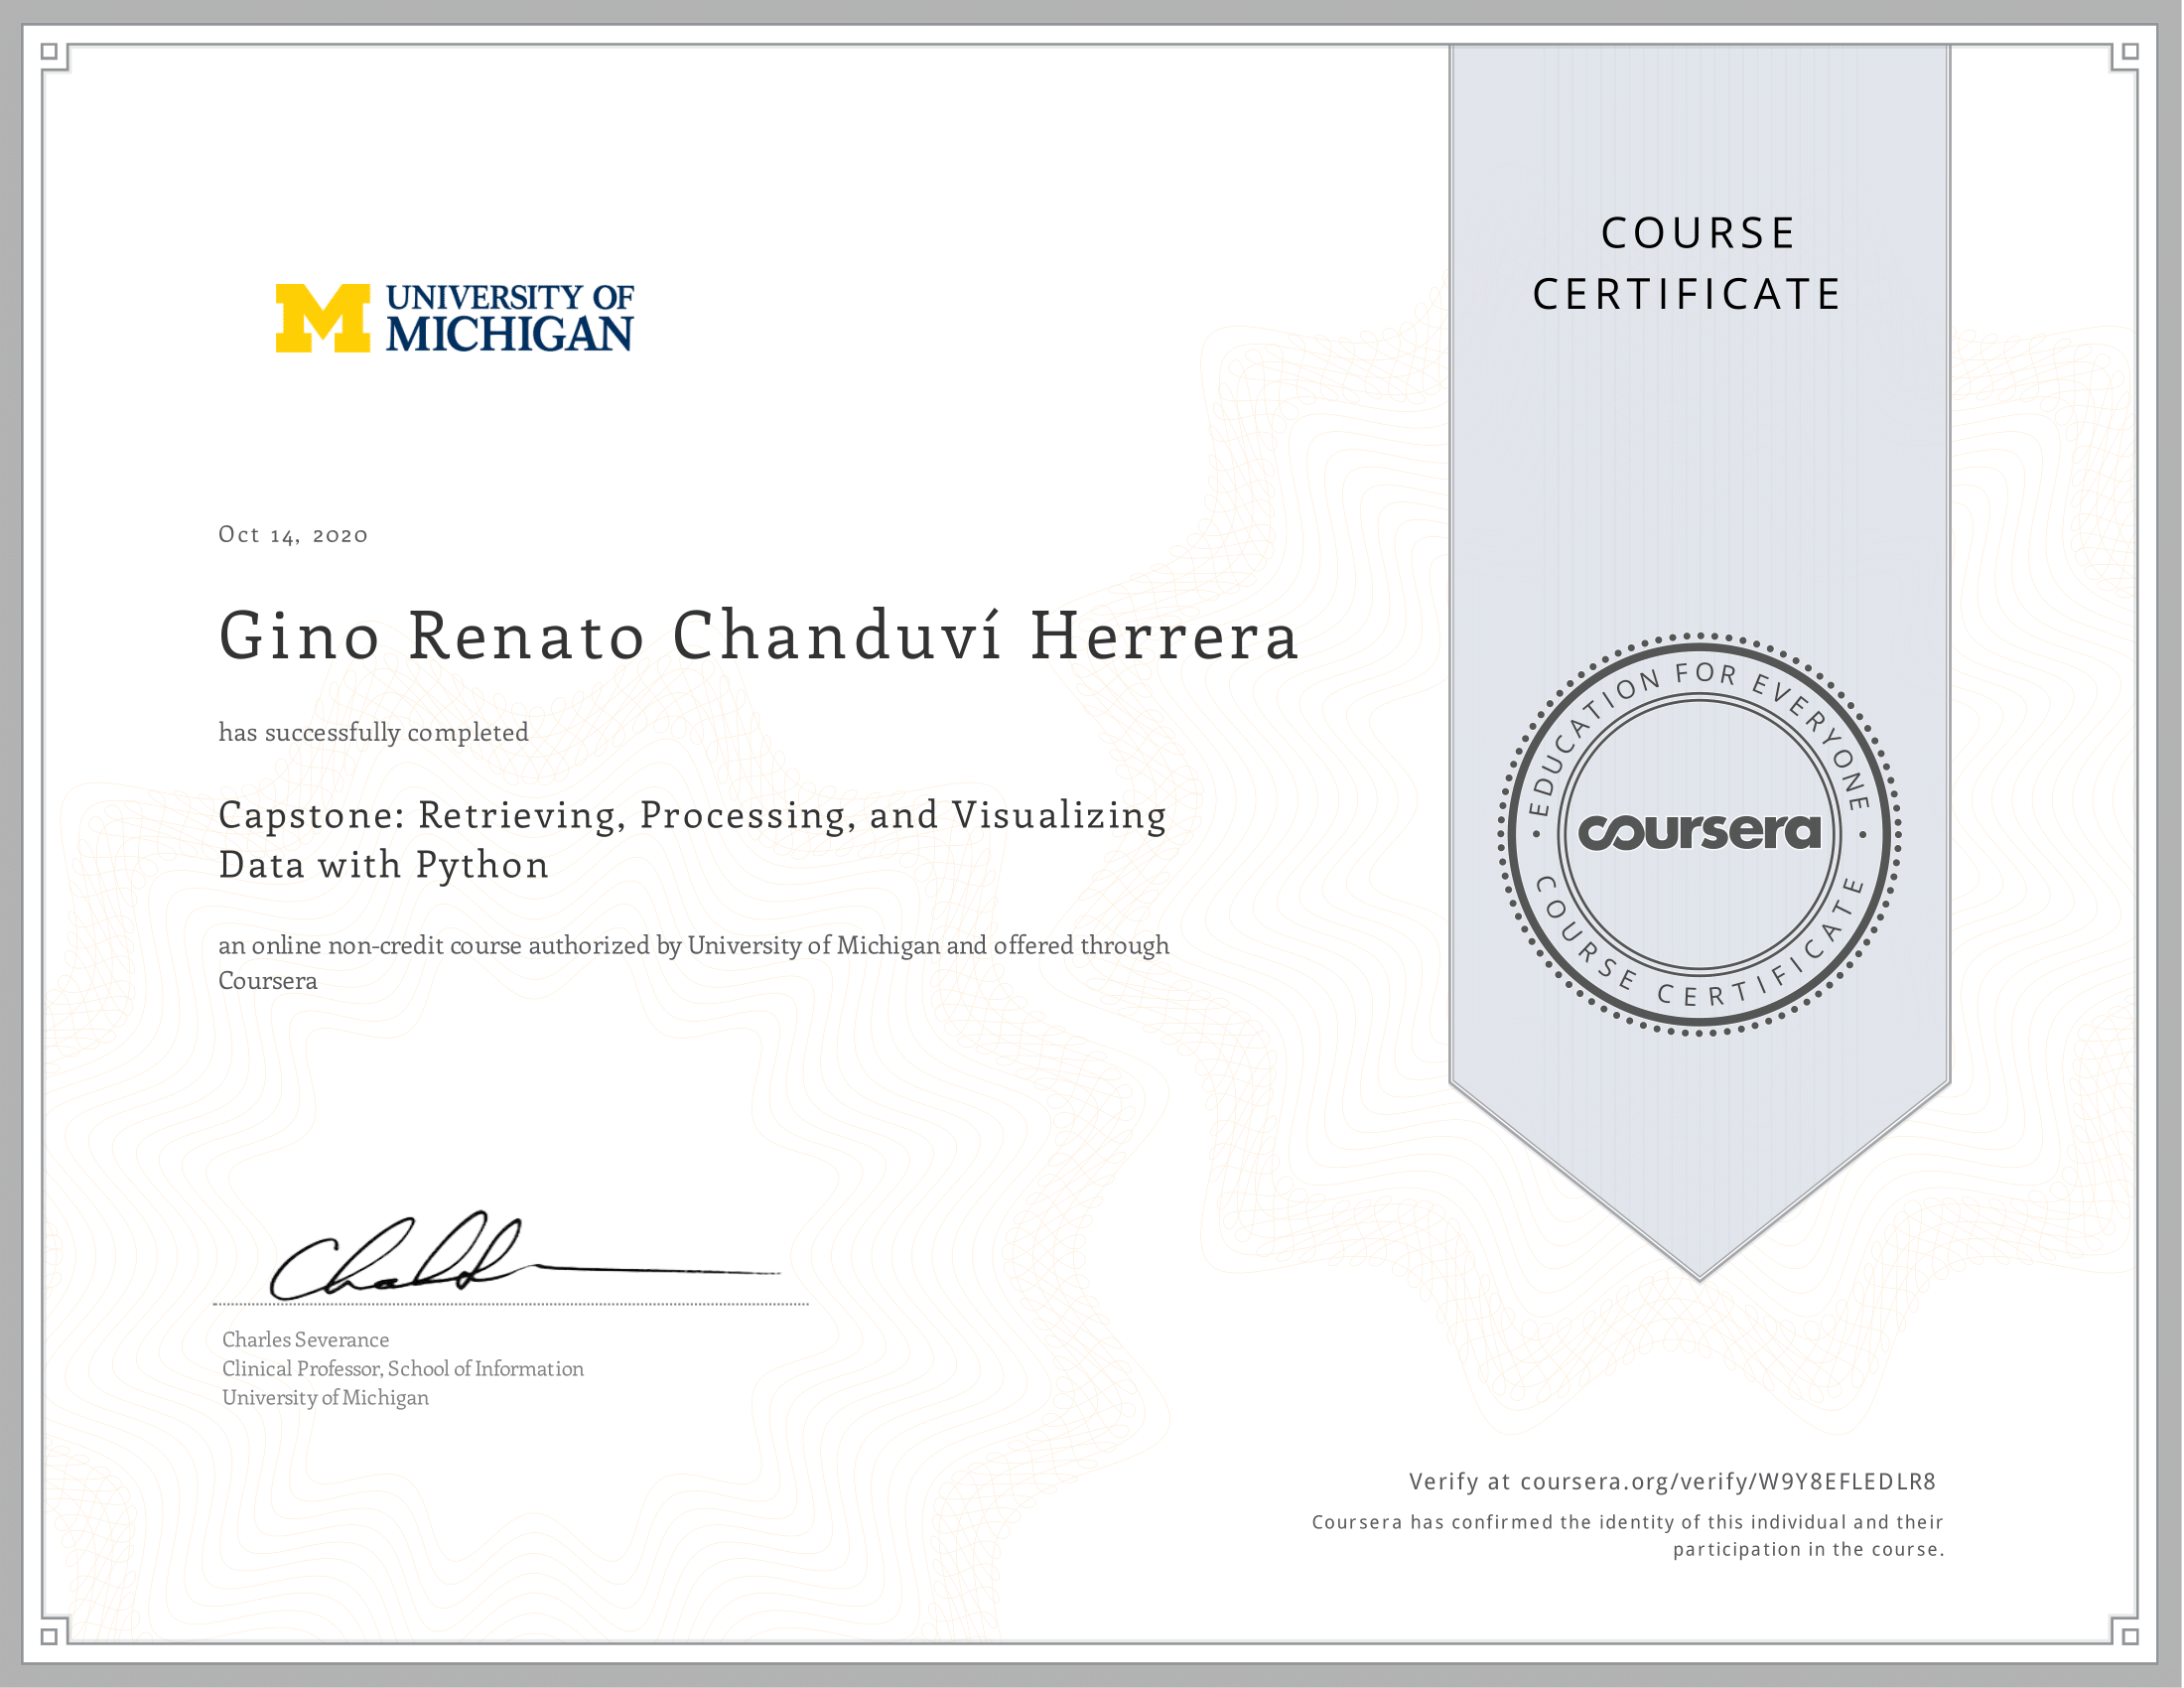 UNIVERSITY OF
MICHIGAN
COURSE
CERTIFICATE
Oct 14, 2020
Gino Renato Chanduví Herrera
has successfully completed
Capstone: Retrieving, Processing, and Visualizing
Data with Python
an online non-credit course authorized by University of Michigan and offered through
Coursera
• EDUCATION FOR EVERYONE •
coursera
COURSE CERTIFICATE
Charles Severance
Clinical Professor, School of Information
University of Michigan
Verify at coursera.org/verify/W9Y8EFLEDLR8
Coursera has confirmed the identity of this individual and their
participation in the course.